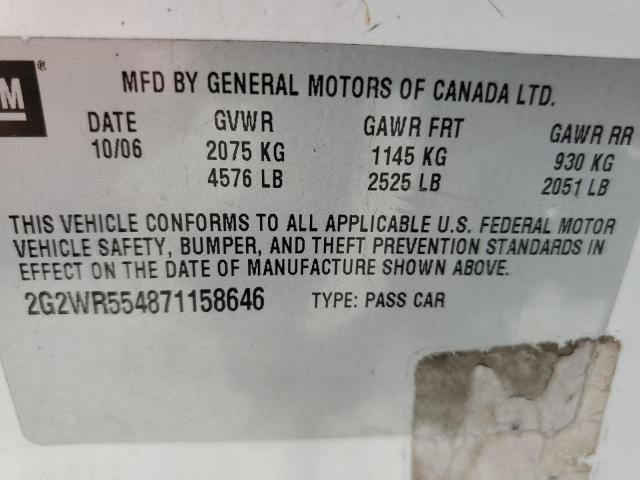 M ®
MFD BY GENERAL MOTORS OF CANADA LTD.
DATE GVWR GAWR FRT GAWR RR
10/06 2075 KG 1145 KG 930 KG
4576 LB 2525 LB 2051 LB
THIS VEHICLE CONFORMS TO ALL APPLICABLE U.S. FEDERAL MOTOR
VEHICLE SAFETY, BUMPER, AND THEFT PREVENTION STANDARDS IN
EFFECT ON THE DATE OF MANUFACTURE SHOWN ABOVE.
2G2WR554871158646 TYPE: PASS CAR